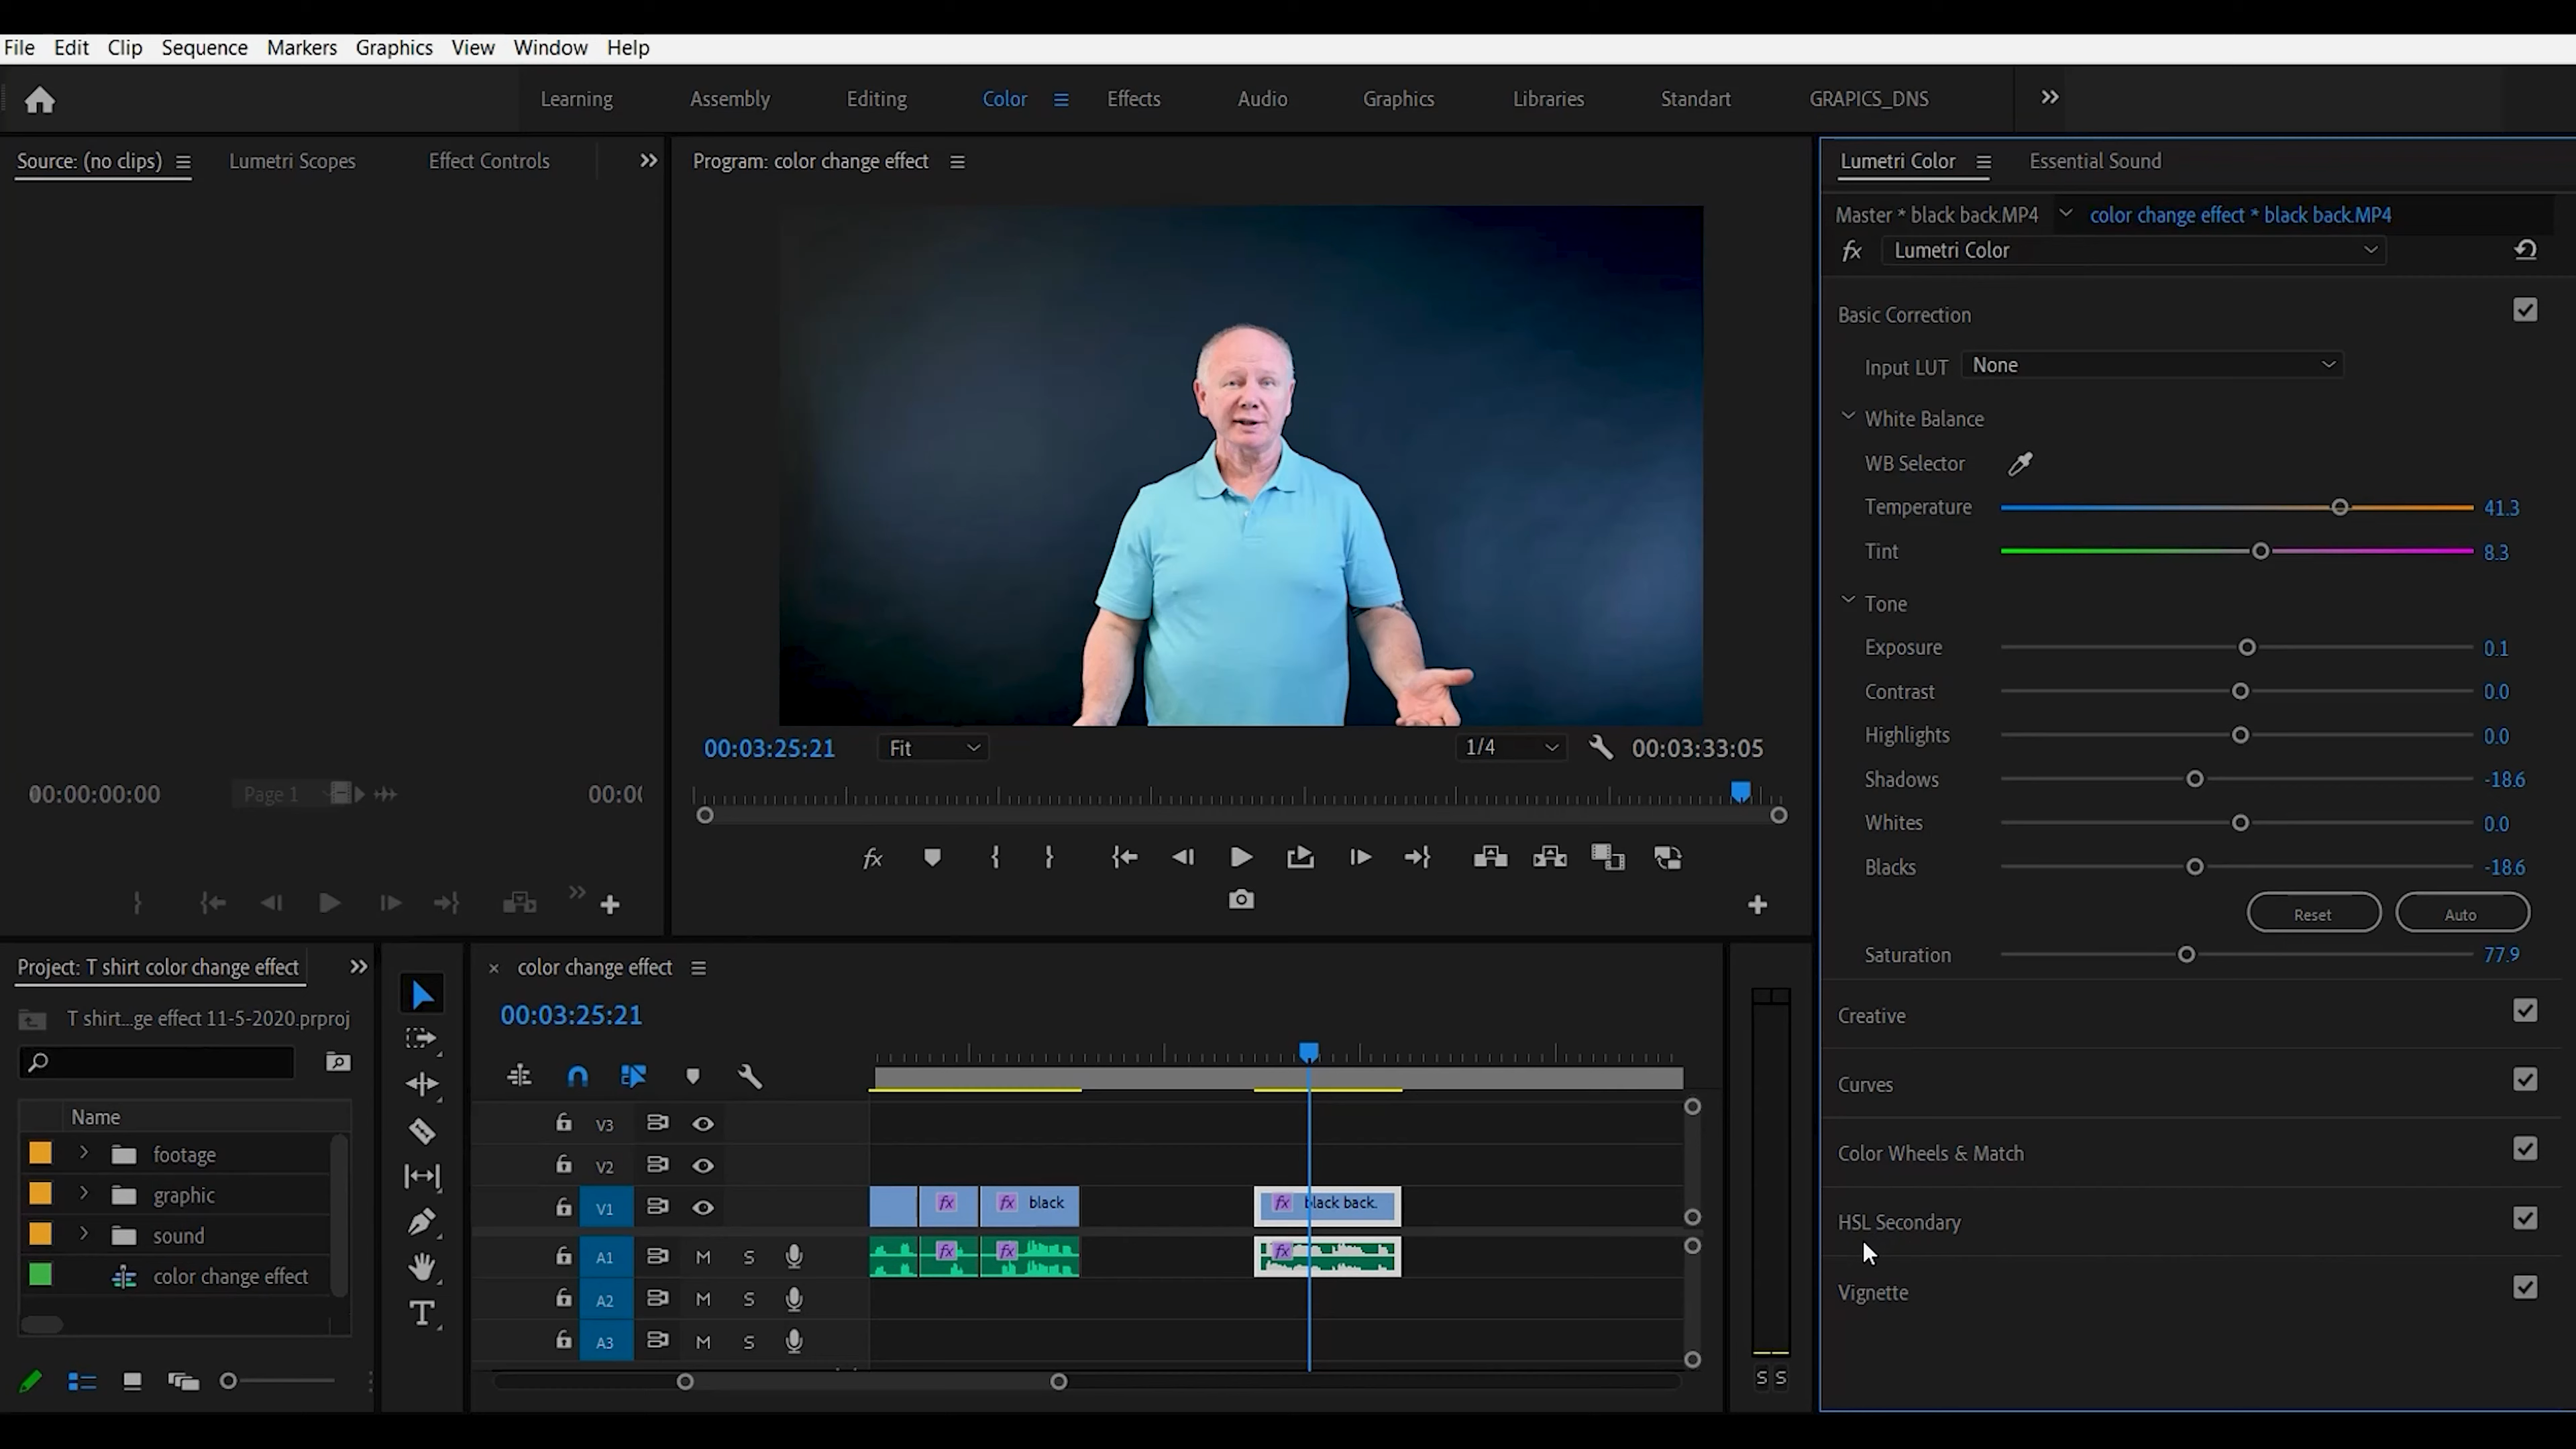 File Edit Clip Sequence Markers Graphics View Window Help
Learning Assembly Editing Color Effects Audio Graphics Libraries Standart GRAPICS_DNS
Source: (no clips) Lumetri Scopes Effect Controls
Program: color change effect
Lumetri Color Essential Sound
Master * black back.MP4 color change effect * black back.MP4
fx Lumetri Color
Basic Correction
Input LUT None
White Balance
WB Selector
Temperature 41.3
Tint 8.3
Tone
Exposure 0.1
Contrast 0.0
Highlights 0.0
Shadows -18.6
Whites 0.0
Blacks -18.6
Reset Auto
Saturation 77.9
Creative
Curves
Color Wheels & Match
HSL Secondary
Vignette
00:03:25:21 Fit 1/4 00:03:33:05
00:00:00:00 Page 1 00:0
fx
Project: T shirt color change effect
T shirt...ge effect 11-5-2020.prproj
Name
footage
graphic
sound
color change effect
× color change effect
00:03:25:21
V3
V2
V1 fx fx black fx black back.
A1 M S fx fx fx
A2 M S
A3 M S
S S